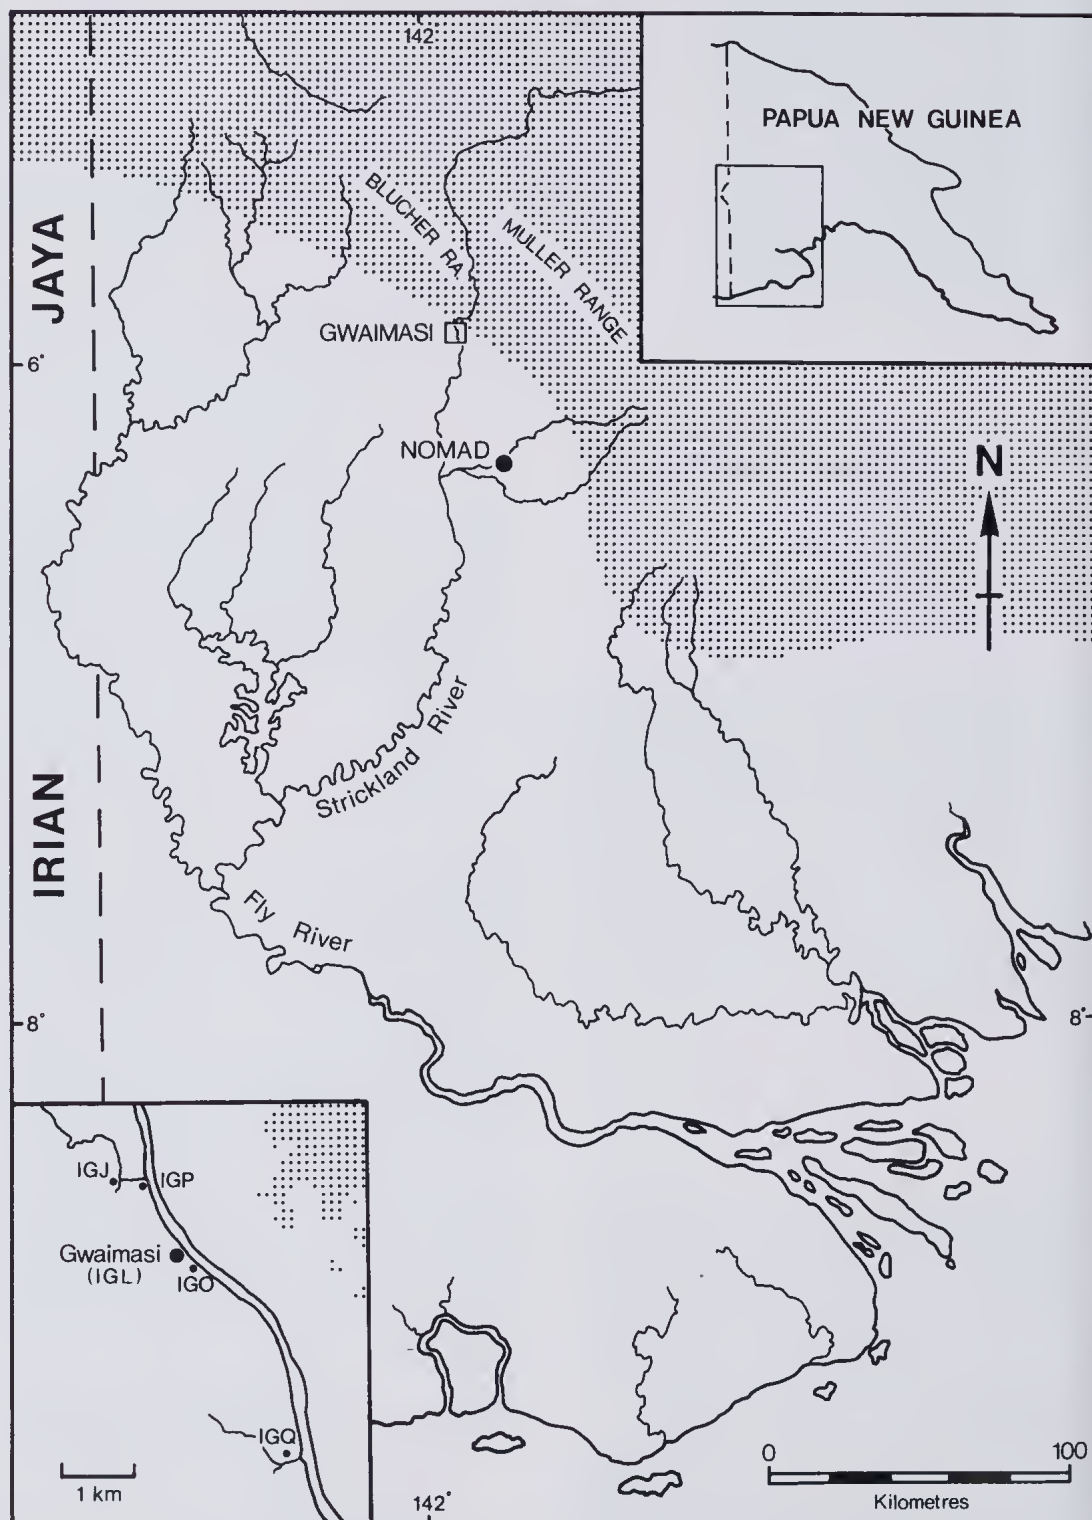 142°
PAPUA NEW GUINEA
BLUCHER RA.
MULLER RANGE
JAYA
GWAIMASI
6°
NOMAD
N
Strickland River
IRIAN
Fly River
8°
8°
IGJ
IGP
Gwaimasi
(IGL)
IGO
IGQ
1 km
142°
0
100
Kilometres